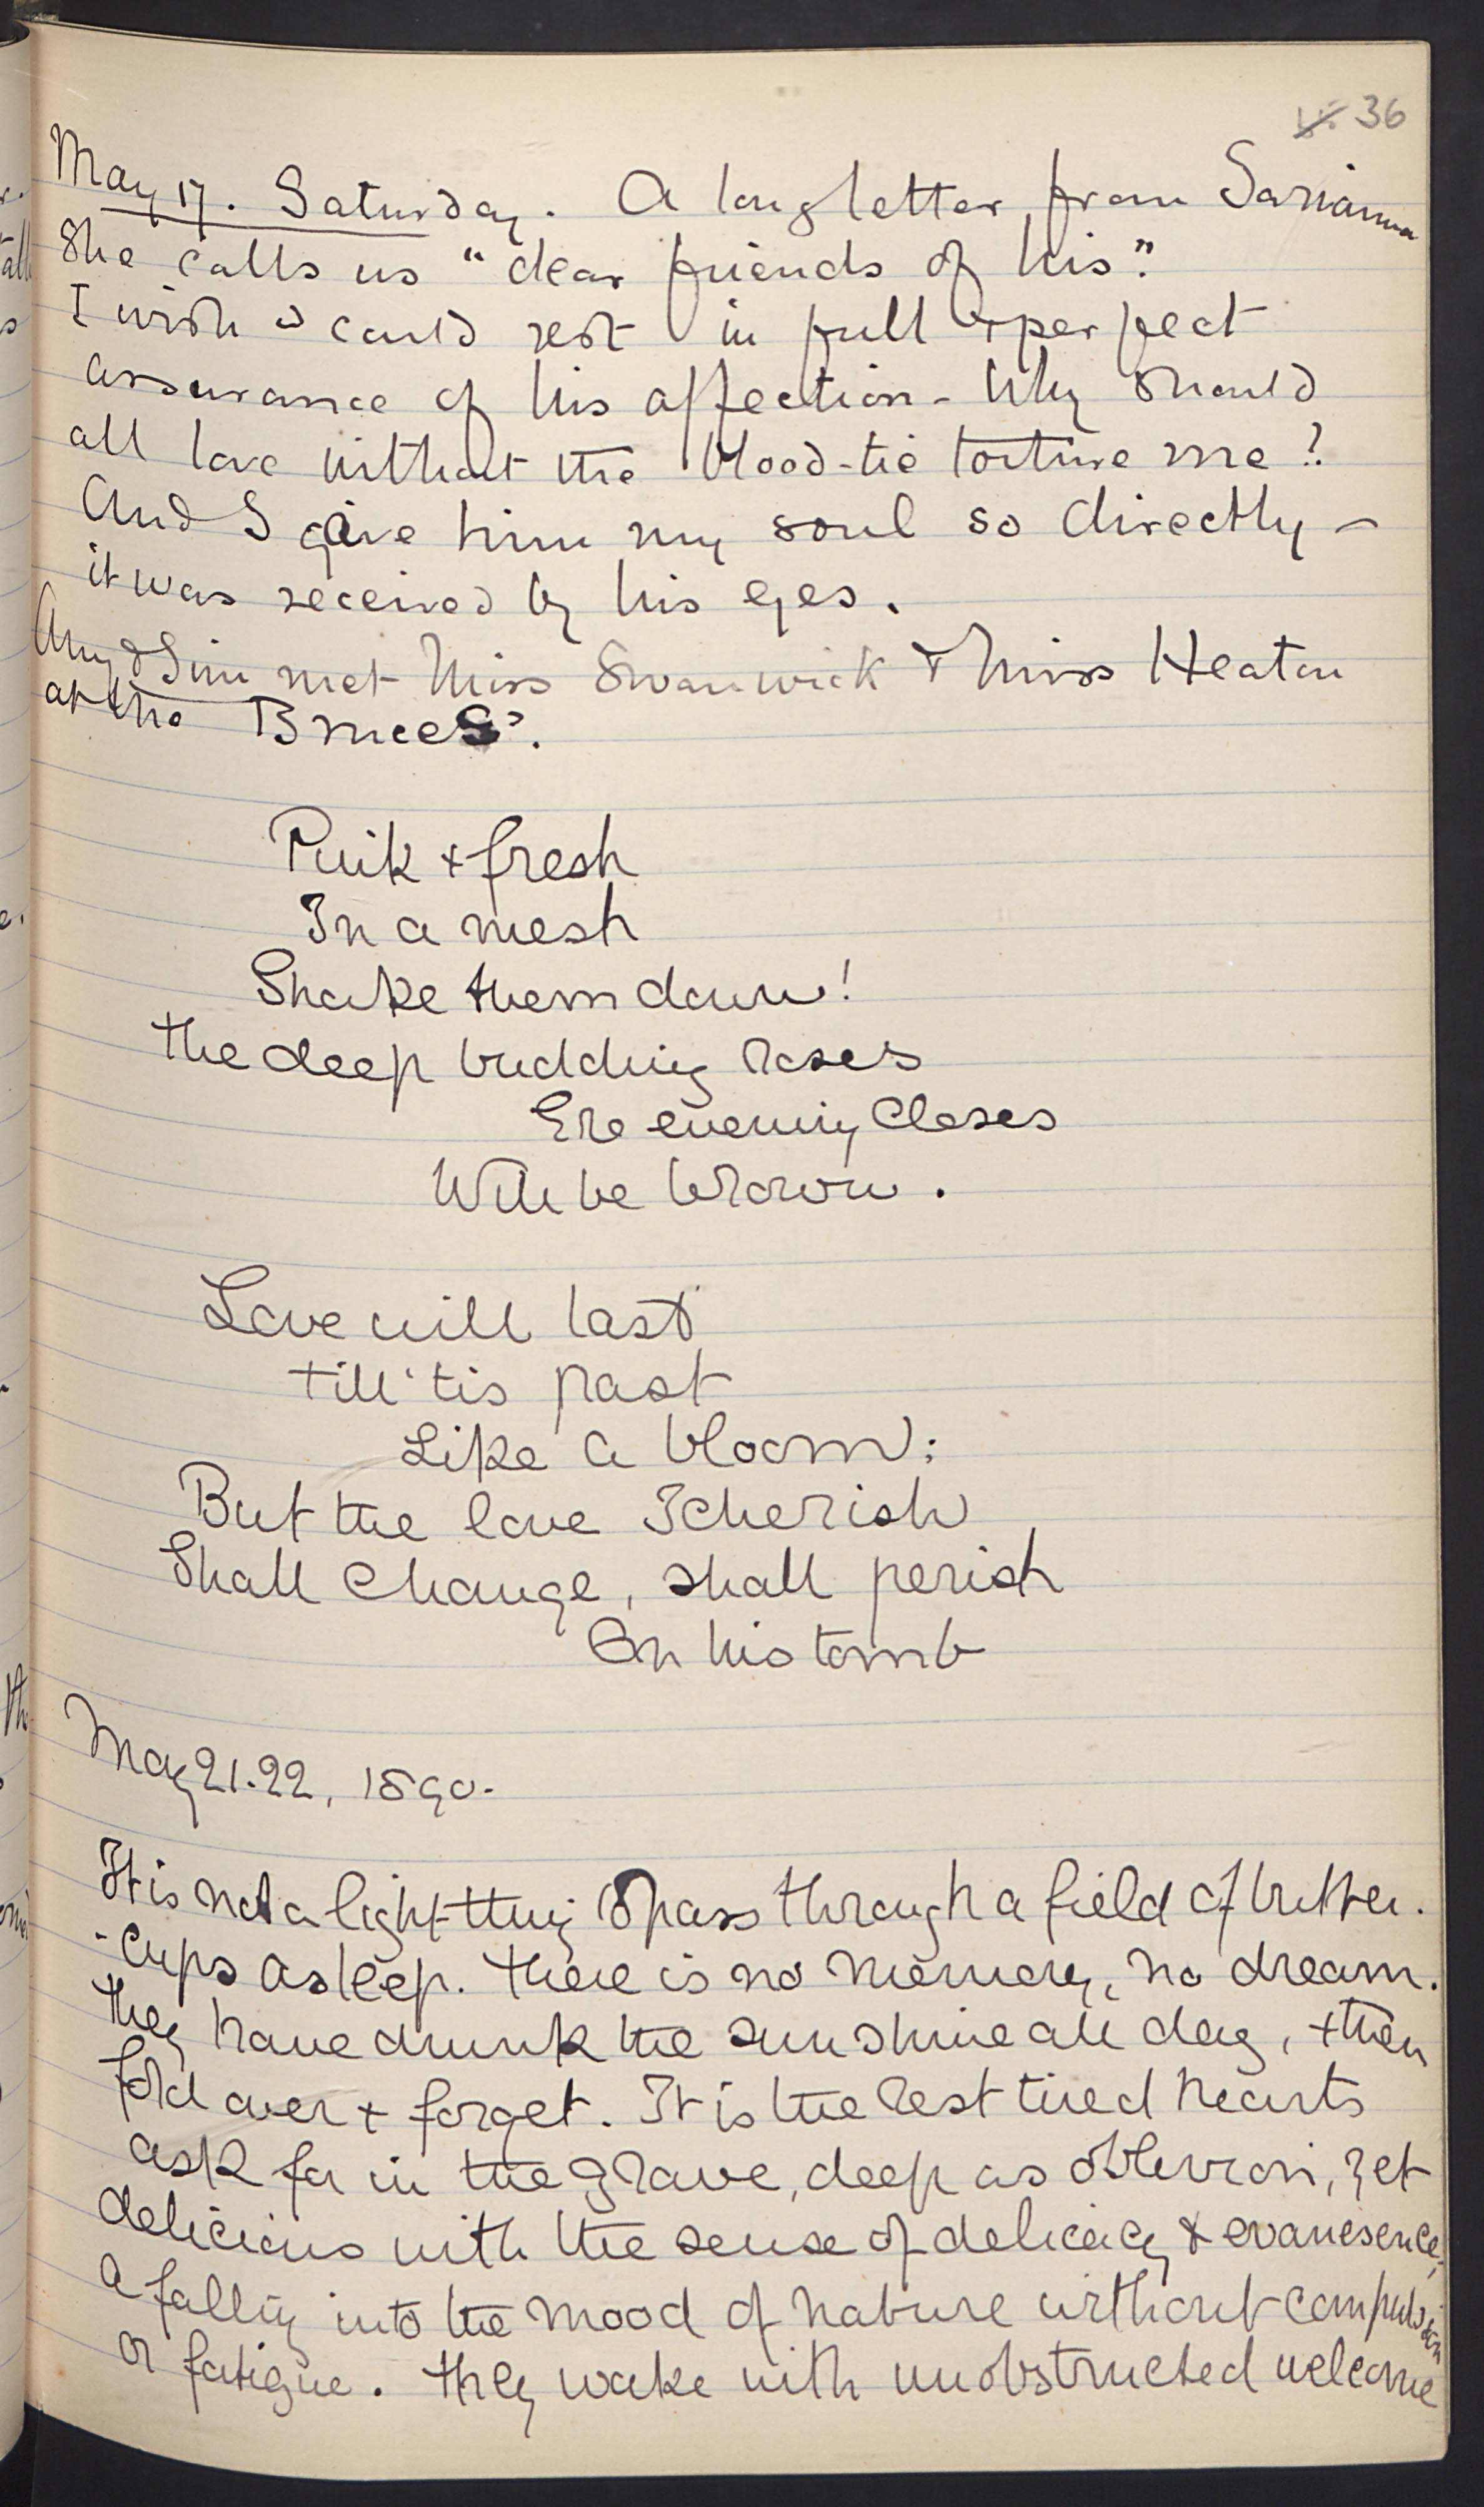 36
May 17. Saturday. A long letter from Sarianna
She calls us "dear friends of his".
I wish I could rest in full & perfect
assurance of his affection - Why should
all love without the blood-tie torture me?
And I gave him my soul so directly -
it was received by his eyes.
Amy & Sim met Miss Swanwick & Miss Heaton
at the Bruces'.
Pink & fresh
In a mesh
Shake them down!
The deep budding roses
Ere evening closes
Will be brown.
Love will last
Till 'tis past
Like a bloom;
But the love I cherish
Shall change, shall perish
On his tomb
May 21.22, 1890.
It is not a light thing to pass through a field of butter-
-cups asleep. There is no memory, no dream.
They have drunk the sunshine all day, & then
fold over & forget. It is the rest tired hearts
ask for in the grave, deep as oblivion, yet
delicious with the sense of delicacy & evanesence,
a falling into the mood of nature without compulsion
or fatigue. They wake with unobstructed welcome